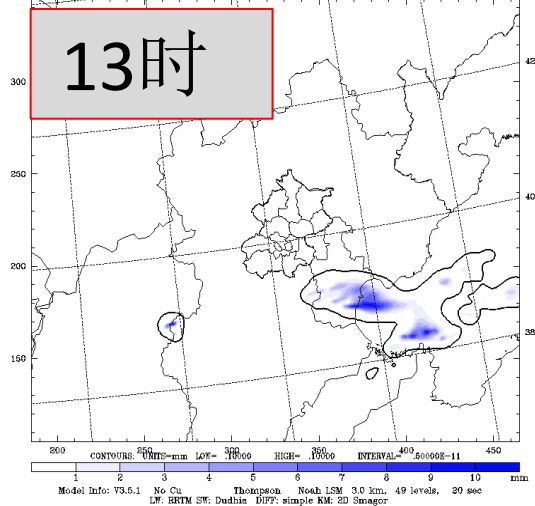 13时
42
300
250
40
200
38
150
200 250 300 350 400 450
CONTOURS: UNITS=mm LOW= .10000 HIGH= .10000 INTERVAL= .50000E-11
1 2 3 4 5 6 7 8 9 10 mm
Model Info: V3.5.1 No Cu Thompson Noah LSM 3.0 km, 49 levels, 20 sec
LW: RRTM SW: Dudhia DIFF: simple KM: 2D Smagor